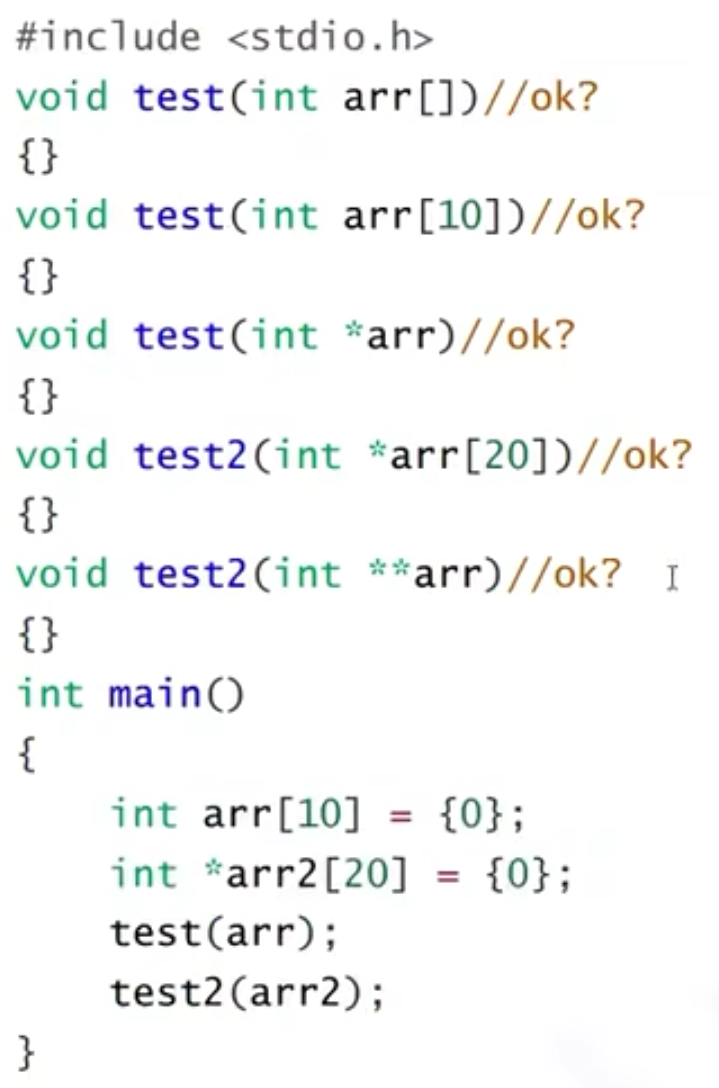 #include <stdio.h>
void test(int arr[])//ok?
{}
void test(int arr[10])//ok?
{}
void test(int *arr)//ok?
{}
void test2(int *arr[20])//ok?
{}
void test2(int **arr)//ok?
{}
int main()
{
    int arr[10] = {0};
    int *arr2[20] = {0};
    test(arr);
    test2(arr2);
}